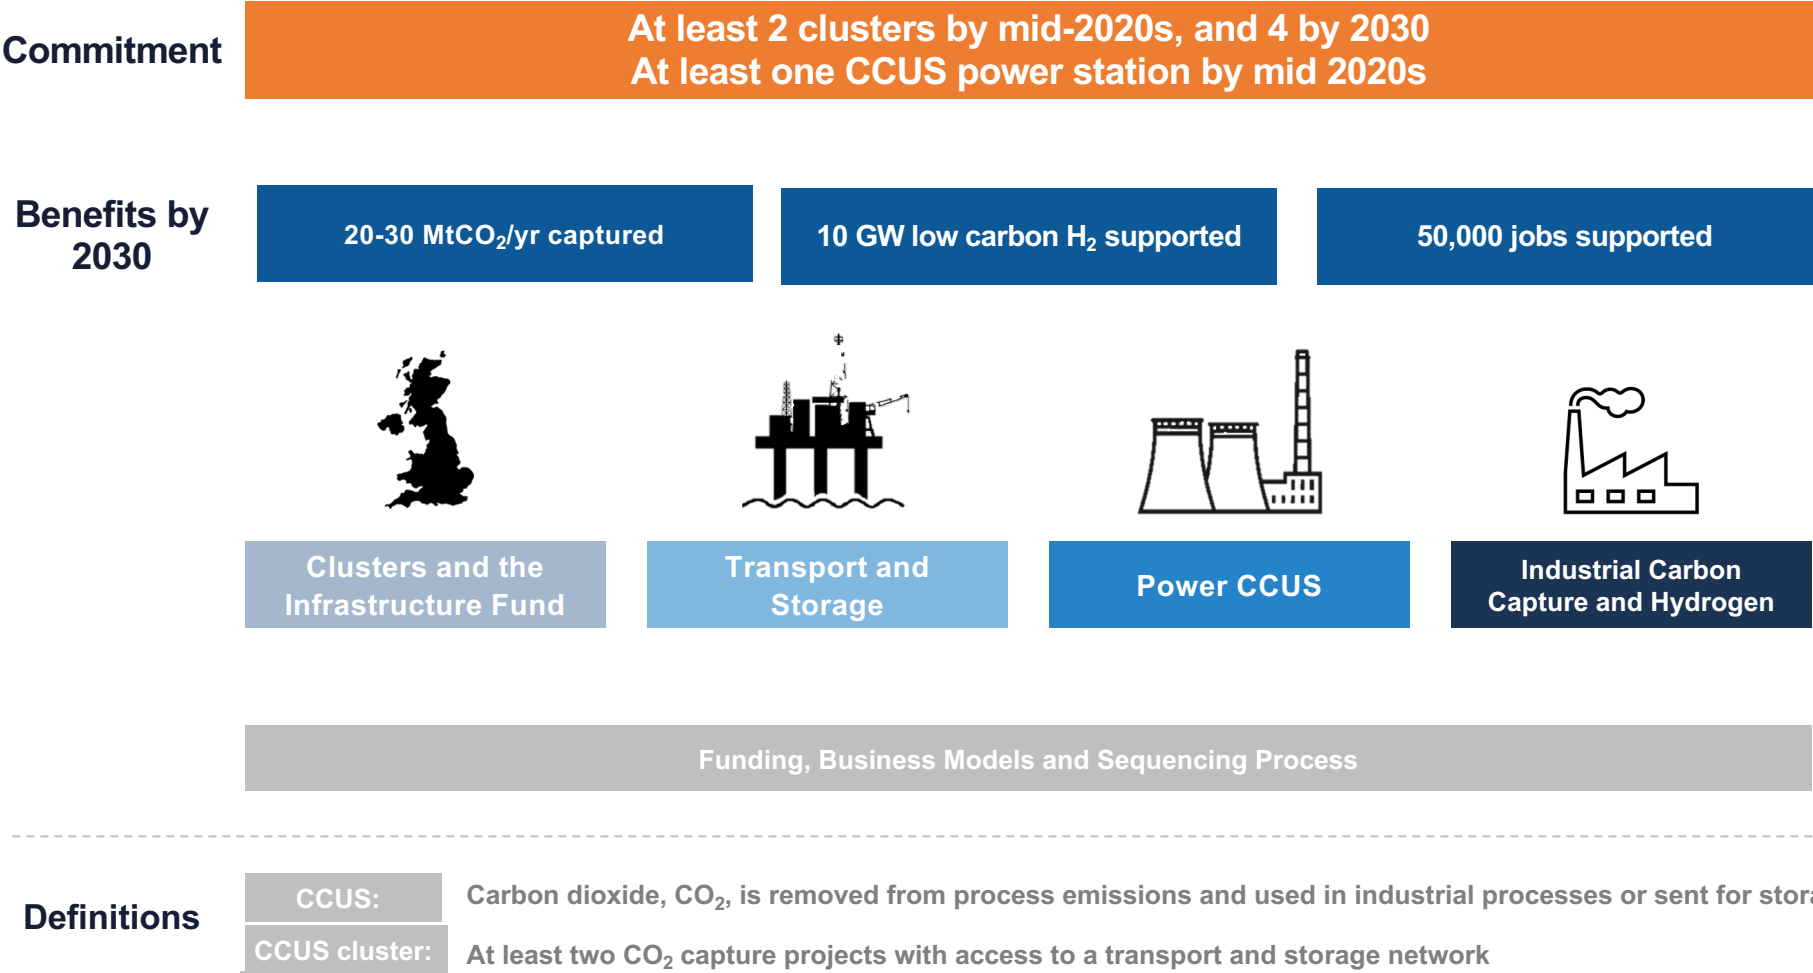 Commitment
At least 2 clusters by mid-2020s, and 4 by 2030
At least one CCUS power station by mid 2020s
Benefits by
2030
20-30 MtCO₂/yr captured
10 GW low carbon H₂ supported
50,000 jobs supported
Clusters and the
Infrastructure Fund
Transport and
Storage
Power CCUS
Industrial Carbon
Capture and Hydrogen
Funding, Business Models and Sequencing Process
Definitions
CCUS:
Carbon dioxide, CO₂, is removed from process emissions and used in industrial processes or sent for
CCUS cluster:
At least two CO₂ capture projects with access to a transport and storage network